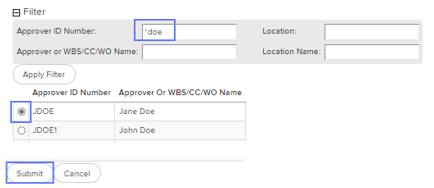 Filter
Approver ID Number: *doe Location:
Approver or WBS/CC/WO Name: Location Name:
Apply Filter
Approver ID Number Approver Or WBS/CC/WO Name
JDOE Jane Doe
JDOE1 John Doe
Submit Cancel